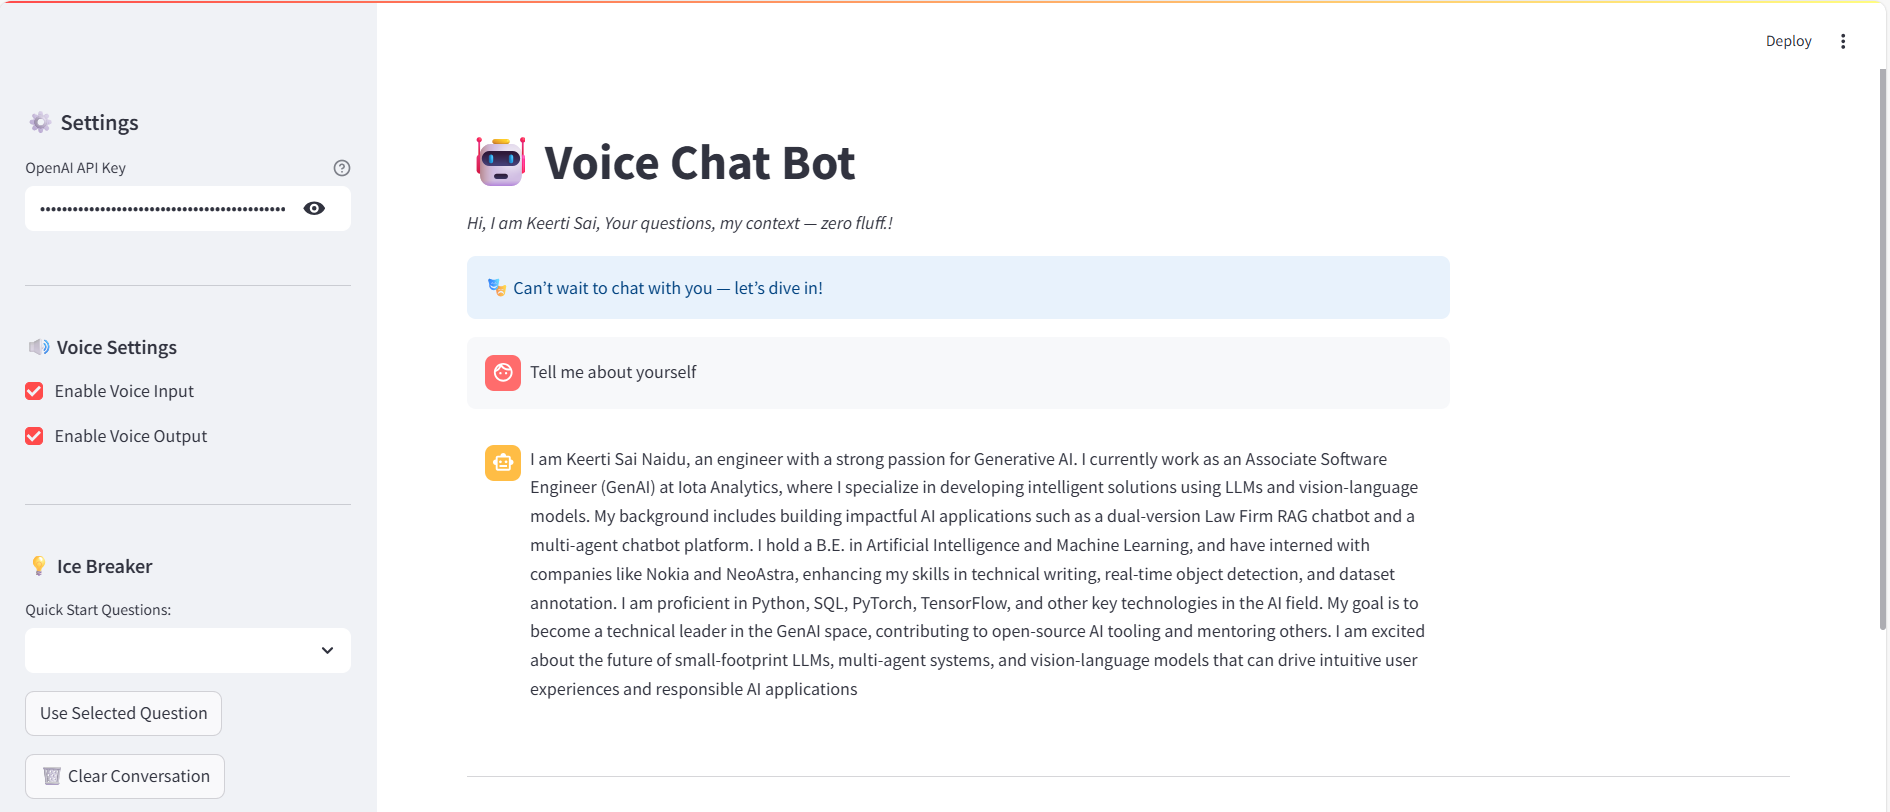 Deploy
Settings
OpenAI API Key
••••••••••••••••••••••••••••••••••••••••••••
Voice Settings
Enable Voice Input
Enable Voice Output
Ice Breaker
Quick Start Questions:
Use Selected Question
Clear Conversation
Voice Chat Bot
Hi, I am Keerti Sai, Your questions, my context — zero fluff.!
Can’t wait to chat with you — let’s dive in!
Tell me about yourself
I am Keerti Sai Naidu, an engineer with a strong passion for Generative AI. I currently work as an Associate Software
Engineer (GenAI) at Iota Analytics, where I specialize in developing intelligent solutions using LLMs and vision-language
models. My background includes building impactful AI applications such as a dual-version Law Firm RAG chatbot and a
multi-agent chatbot platform. I hold a B.E. in Artificial Intelligence and Machine Learning, and have interned with
companies like Nokia and NeoAstra, enhancing my skills in technical writing, real-time object detection, and dataset
annotation. I am proficient in Python, SQL, PyTorch, TensorFlow, and other key technologies in the AI field. My goal is to
become a technical leader in the GenAI space, contributing to open-source AI tooling and mentoring others. I am excited
about the future of small-footprint LLMs, multi-agent systems, and vision-language models that can drive intuitive user
experiences and responsible AI applications